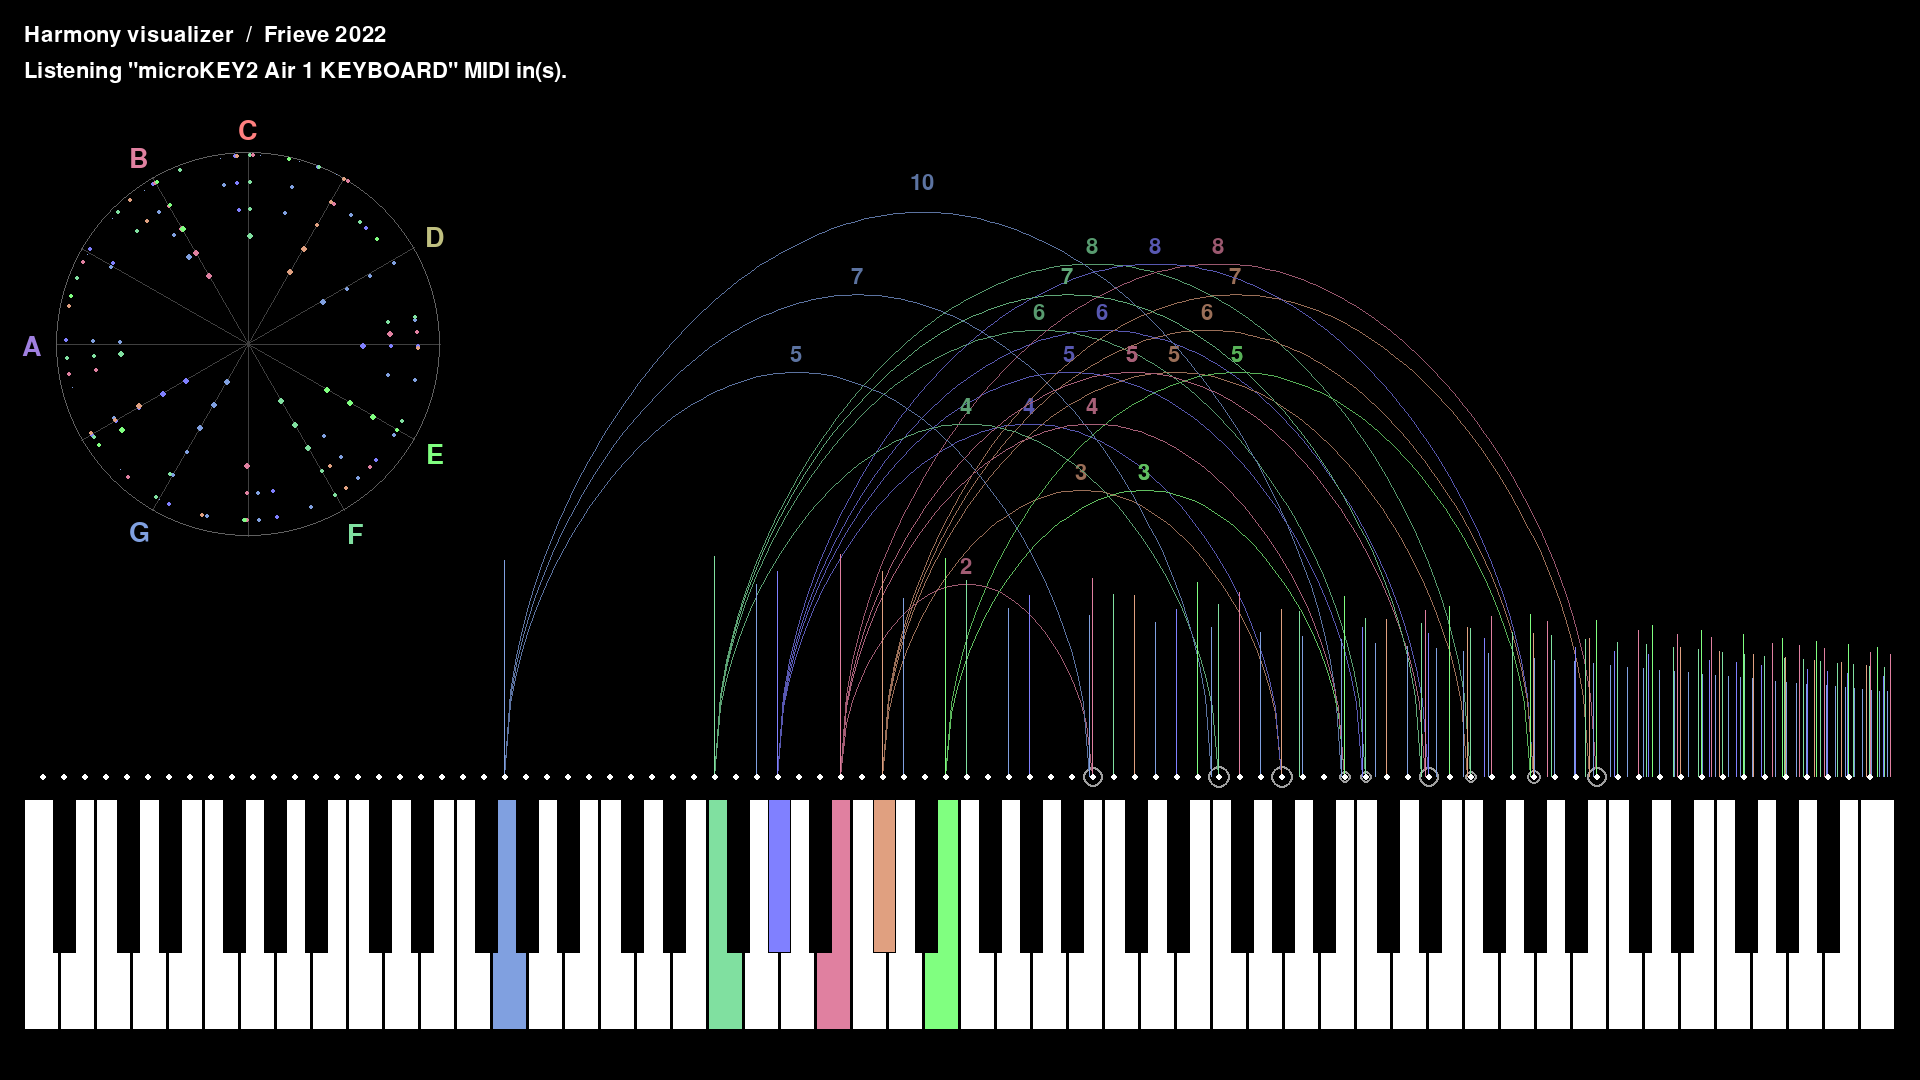 Harmony visualizer / Frieve 2022
Listening "microKEY2 Air 1 KEYBOARD" MIDI in(s).
C
B
D
A
E
G
F
10
8 8 8
7 7 7
6 6 6
5 5 5 5 5
4 4 4
3 3
2